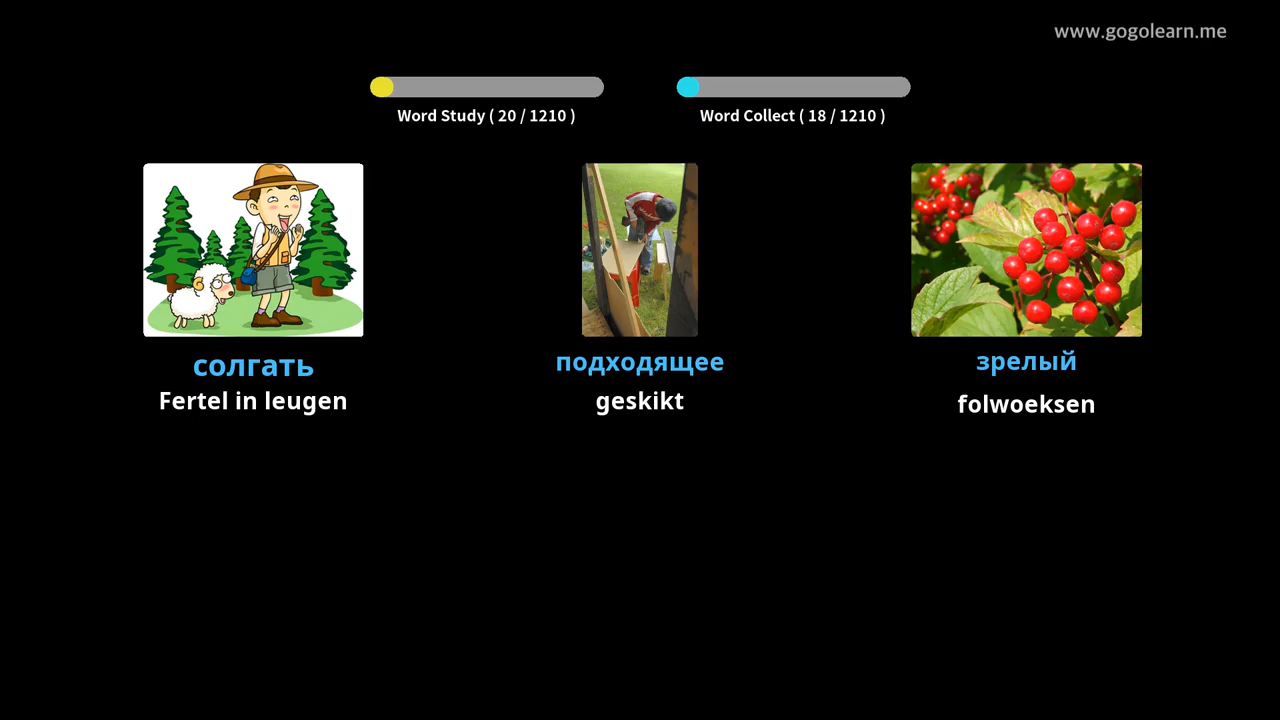 www.gogolearn.me
Word Study ( 20 / 1210 )
Word Collect ( 18 / 1210 )
солгать
Fertel in leugen
подходящее
geskikt
зрелый
folwoeksen